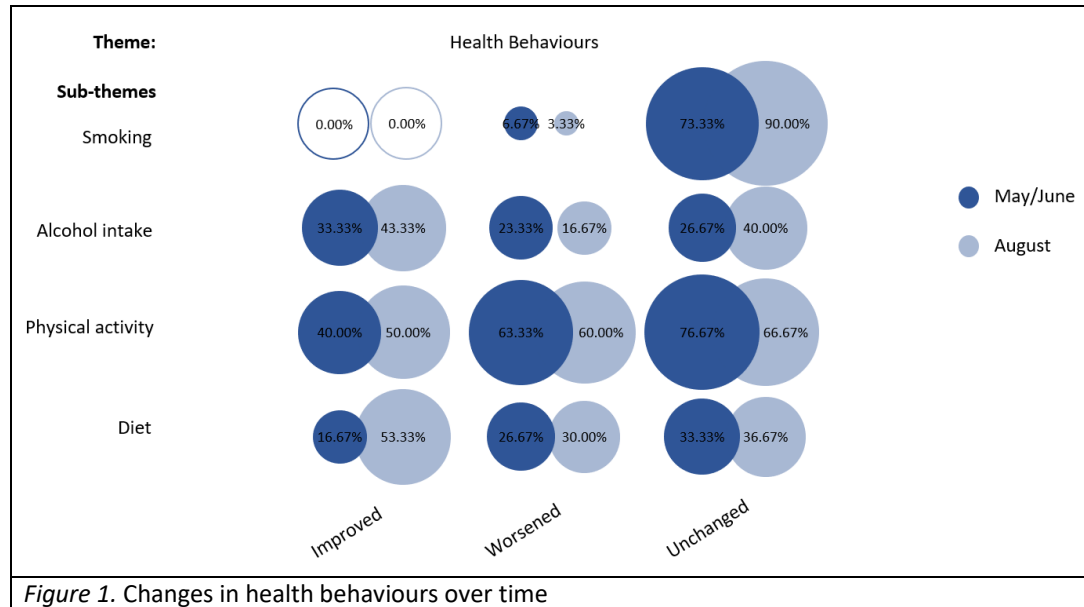 Theme: Health Behaviours
Sub-themes
Smoking 0.00% 0.00% 6.67% 3.33% 73.33% 90.00%
May/June
Alcohol intake 33.33% 43.33% 23.33% 16.67% 26.67% 40.00%
August
Physical activity 40.00% 50.00% 63.33% 60.00% 76.67% 66.67%
Diet 16.67% 53.33% 26.67% 30.00% 33.33% 36.67%
Improved Worsened Unchanged
Figure 1. Changes in health behaviours over time